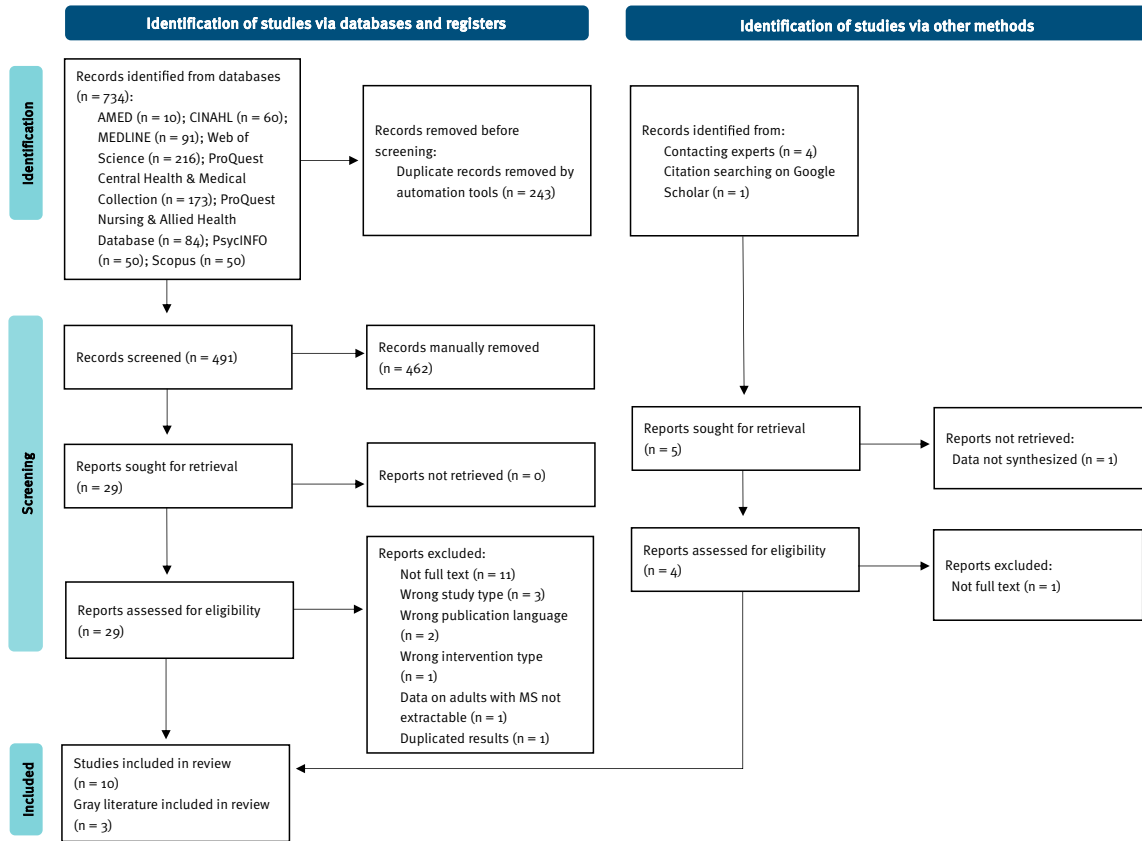 Identification of studies via databases and registers
Identification of studies via other methods
Identification
Records identified from databases
(n = 734):
AMED (n = 10); CINAHL (n = 60);
MEDLINE (n = 91); Web of
Science (n = 216); ProQuest
Central Health & Medical
Collection (n = 173); ProQuest
Nursing & Allied Health
Database (n = 84); PsycINFO
(n = 50); Scopus (n = 50)
Records removed before
screening:
Duplicate records removed by
automation tools (n = 243)
Records identified from:
Contacting experts (n = 4)
Citation searching on Google
Scholar (n = 1)
Screening
Records screened (n = 491)
Records manually removed
(n = 462)
Reports sought for retrieval
(n = 29)
Reports not retrieved (n = 0)
Reports sought for retrieval
(n = 5)
Reports not retrieved:
Data not synthesized (n = 1)
Reports assessed for eligibility
(n = 29)
Reports excluded:
Not full text (n = 11)
Wrong study type (n = 3)
Wrong publication language
(n = 2)
Wrong intervention type
(n = 1)
Data on adults with MS not
extractable (n = 1)
Duplicated results (n = 1)
Reports assessed for eligibility
(n = 4)
Reports excluded:
Not full text (n = 1)
Included
Studies included in review
(n = 10)
Gray literature included in review
(n = 3)